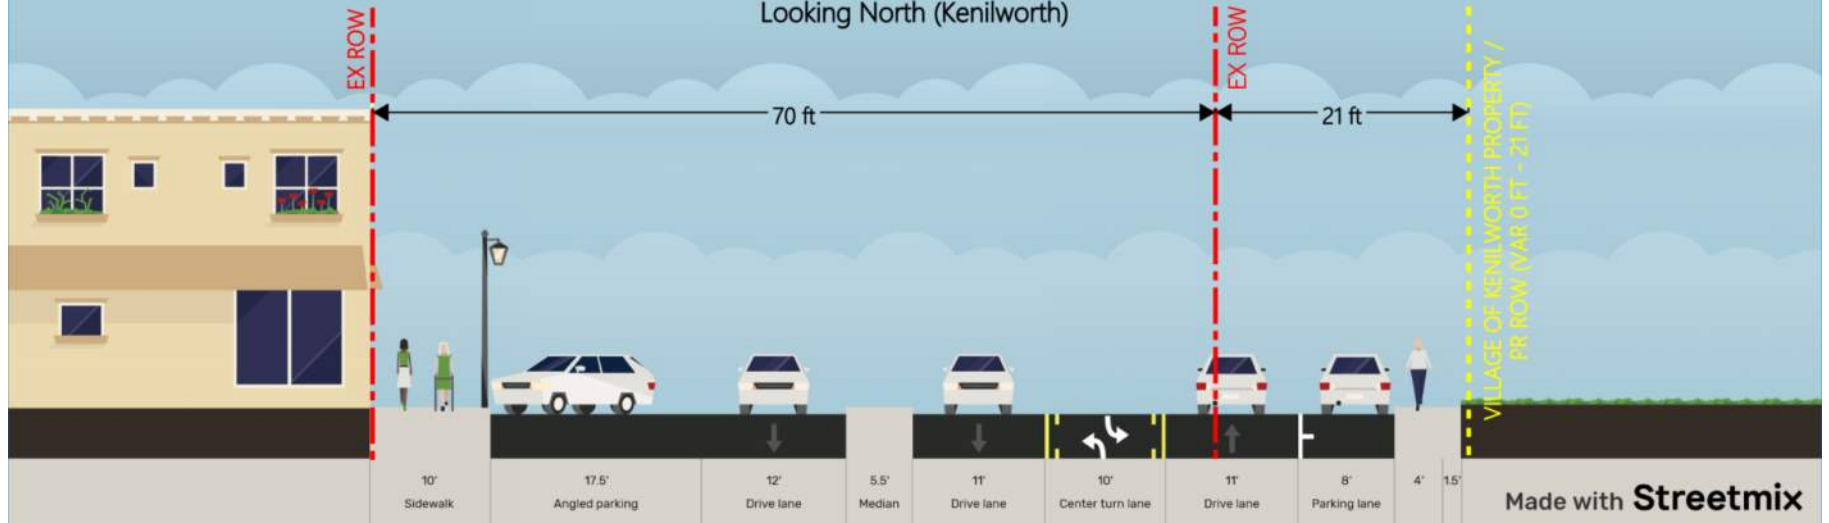 Looking North (Kenilworth)
EX ROW
EX ROW
70 ft
21 ft
VILLAGE OF KENILWORTH PROPERTY /
PR ROW (VAR 0 FT - 21 FT)
10'
Sidewalk
17.5'
Angled parking
12'
Drive lane
5.5'
Median
11'
Drive lane
10'
Center turn lane
11'
Drive lane
8'
Parking lane
4'
1.5'
Made with Streetmix